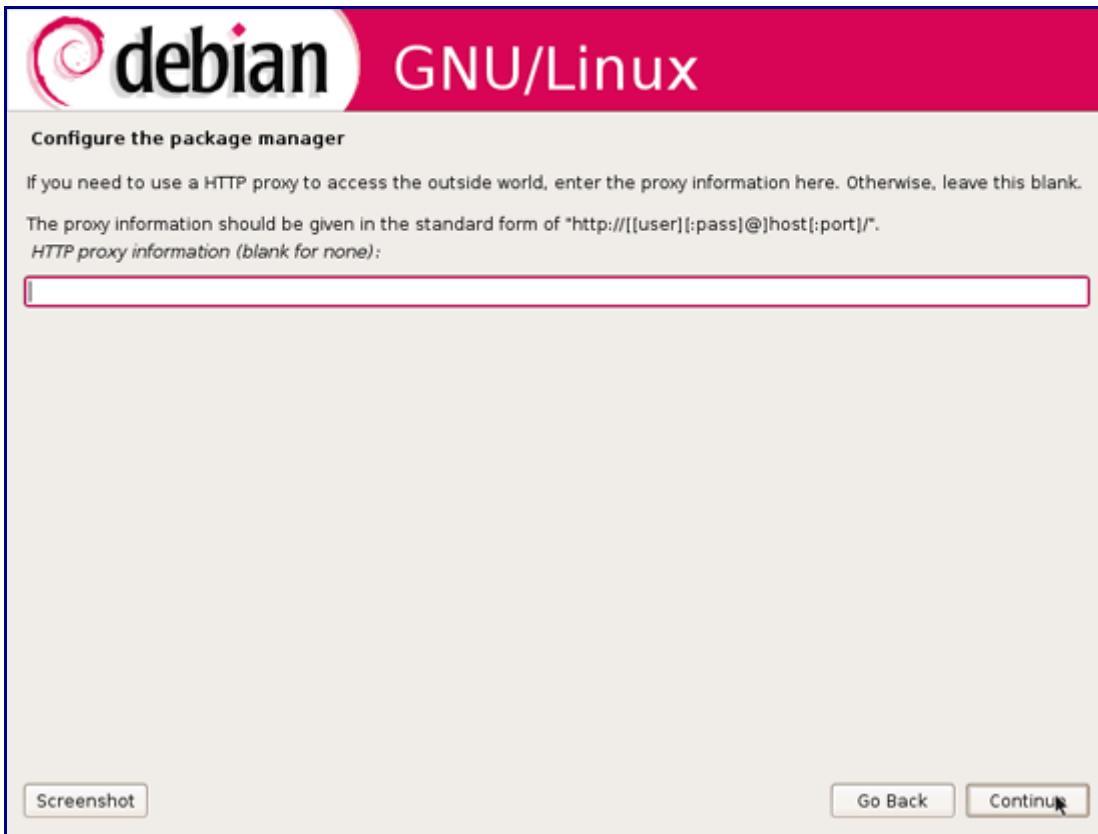 debian GNU/Linux
Configure the package manager
If you need to use a HTTP proxy to access the outside world, enter the proxy information here. Otherwise, leave this blank.
The proxy information should be given in the standard form of "http://[[user][:pass]@]host[:port]/".
HTTP proxy information (blank for none):
Screenshot Go Back Continue